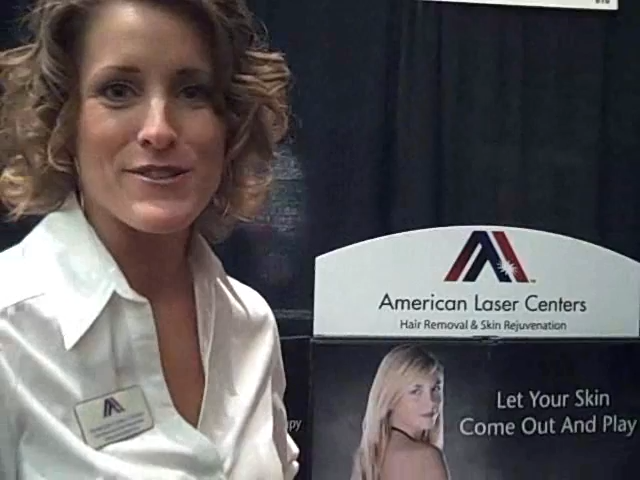 American Laser Centers
Hair Removal & Skin Rejuvenation
Let Your Skin
Come Out And Play